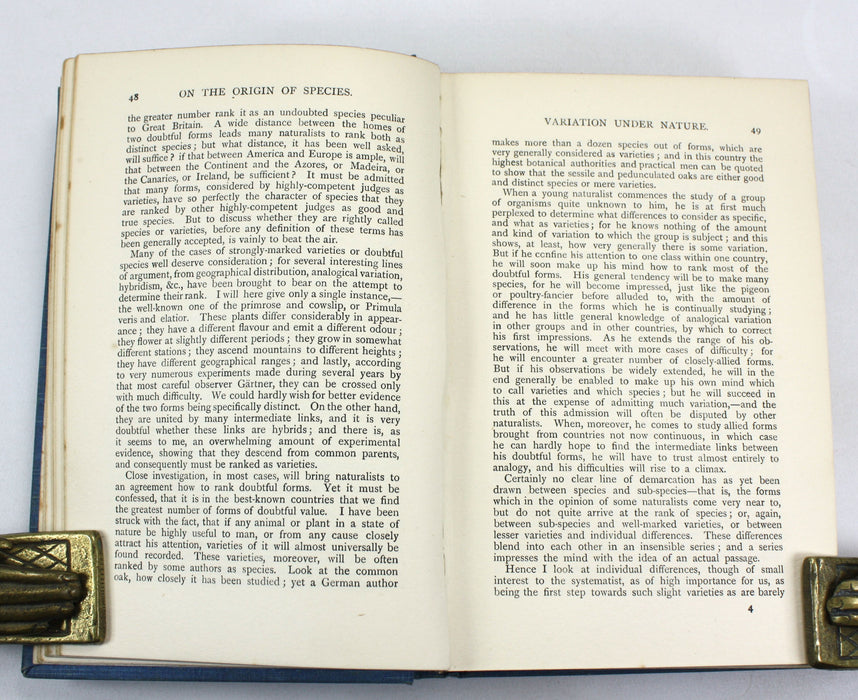 48 ON THE ORIGIN OF SPECIES.
the greater number rank it as an undoubted species peculiar
to Great Britain. A wide distance between the homes of
two doubtful forms leads many naturalists to rank both as
distinct species; but what distance, it has been well asked,
will suffice? if that between America and Europe is ample, will
that between the Continent and the Azores, or Madeira, or
the Canaries, or Ireland, be sufficient? It must be admitted
that many forms, considered by highly-competent judges as
varieties, have so perfectly the character of species that they
are ranked by other highly-competent judges as good and
true species. But to discuss whether they are rightly called
species or varieties, before any definition of these terms has
been generally accepted, is vainly to beat the air.
Many of the cases of strongly-marked varieties or doubtful
species well deserve consideration; for several interesting lines
of argument, from geographical distribution, analogical variation,
hybridism, &c., have been brought to bear on the attempt to
determine their rank. I will here give only a single instance,—
the well-known one of the primrose and cowslip, or Primula
veris and elatior. These plants differ considerably in appear-
ance; they have a different flavour and emit a different odour;
they flower at slightly different periods; they grow in somewhat
different stations; they ascend mountains to different heights;
they have different geographical ranges; and lastly, according
to very numerous experiments made during several years by
that most careful observer Gärtner, they can be crossed only
with much difficulty. We could hardly wish for better evidence
of the two forms being specifically distinct. On the other hand,
they are united by many intermediate links, and it is very
doubtful whether these links are hybrids; and there is, as
it seems to me, an overwhelming amount of experimental
evidence, showing that they descend from common parents,
and consequently must be ranked as varieties.
Close investigation, in most cases, will bring naturalists to
an agreement how to rank doubtful forms. Yet it must be
confessed, that it is in the best-known countries that we find
the greatest number of forms of doubtful value. I have been
struck with the fact, that if any animal or plant in a state of
nature be highly useful to man, or from any cause closely
attract his attention, varieties of it will almost universally be
found recorded. These varieties, moreover, will be often
ranked by some authors as species. Look at the common
oak, how closely it has been studied; yet a German author
VARIATION UNDER NATURE. 49
makes more than a dozen species out of forms, which are
very generally considered as varieties; and in this country the
highest botanical authorities and practical men can be quoted
to show that the sessile and pedunculated oaks are either good
and distinct species or mere varieties.
When a young naturalist commences the study of a group
of organisms quite unknown to him, he is at first much
perplexed to determine what differences to consider as specific,
and what as varieties; for he knows nothing of the amount
and kind of variation to which the group is subject; and this
shows, at least, how very generally there is some variation.
But if he confine his attention to one class within one country,
he will soon make up his mind how to rank most of the
doubtful forms. His general tendency will be to make many
species, for he will become impressed, just like the pigeon
or poultry-fancier before alluded to, with the amount of
difference in the forms which he is continually studying;
and he has little general knowledge of analogical variation
in other groups and in other countries, by which to correct
his first impressions. As he extends the range of his ob-
servations, he will meet with more cases of difficulty; for
he will encounter a greater number of closely-allied forms.
But if his observations be widely extended, he will in the
end generally be enabled to make up his own mind which
to call varieties and which species; but he will succeed in
this at the expense of admitting much variation,—and the
truth of this admission will often be disputed by other
naturalists. When, moreover, he comes to study allied forms
brought from countries not now continuous, in which case
he can hardly hope to find the intermediate links between
his doubtful forms, he will have to trust almost entirely to
analogy, and his difficulties will rise to a climax.
Certainly no clear line of demarcation has as yet been
drawn between species and sub-species—that is, the forms
which in the opinion of some naturalists come very near to,
but do not quite arrive at the rank of species; or, again,
between sub-species and well-marked varieties, or between
lesser varieties and individual differences. These differences
blend into each other in an insensible series; and a series
impresses the mind with the idea of an actual passage.
Hence I look at individual differences, though of small
interest to the systematist, as of high importance for us, as
being the first step towards such slight varieties as are barely
4